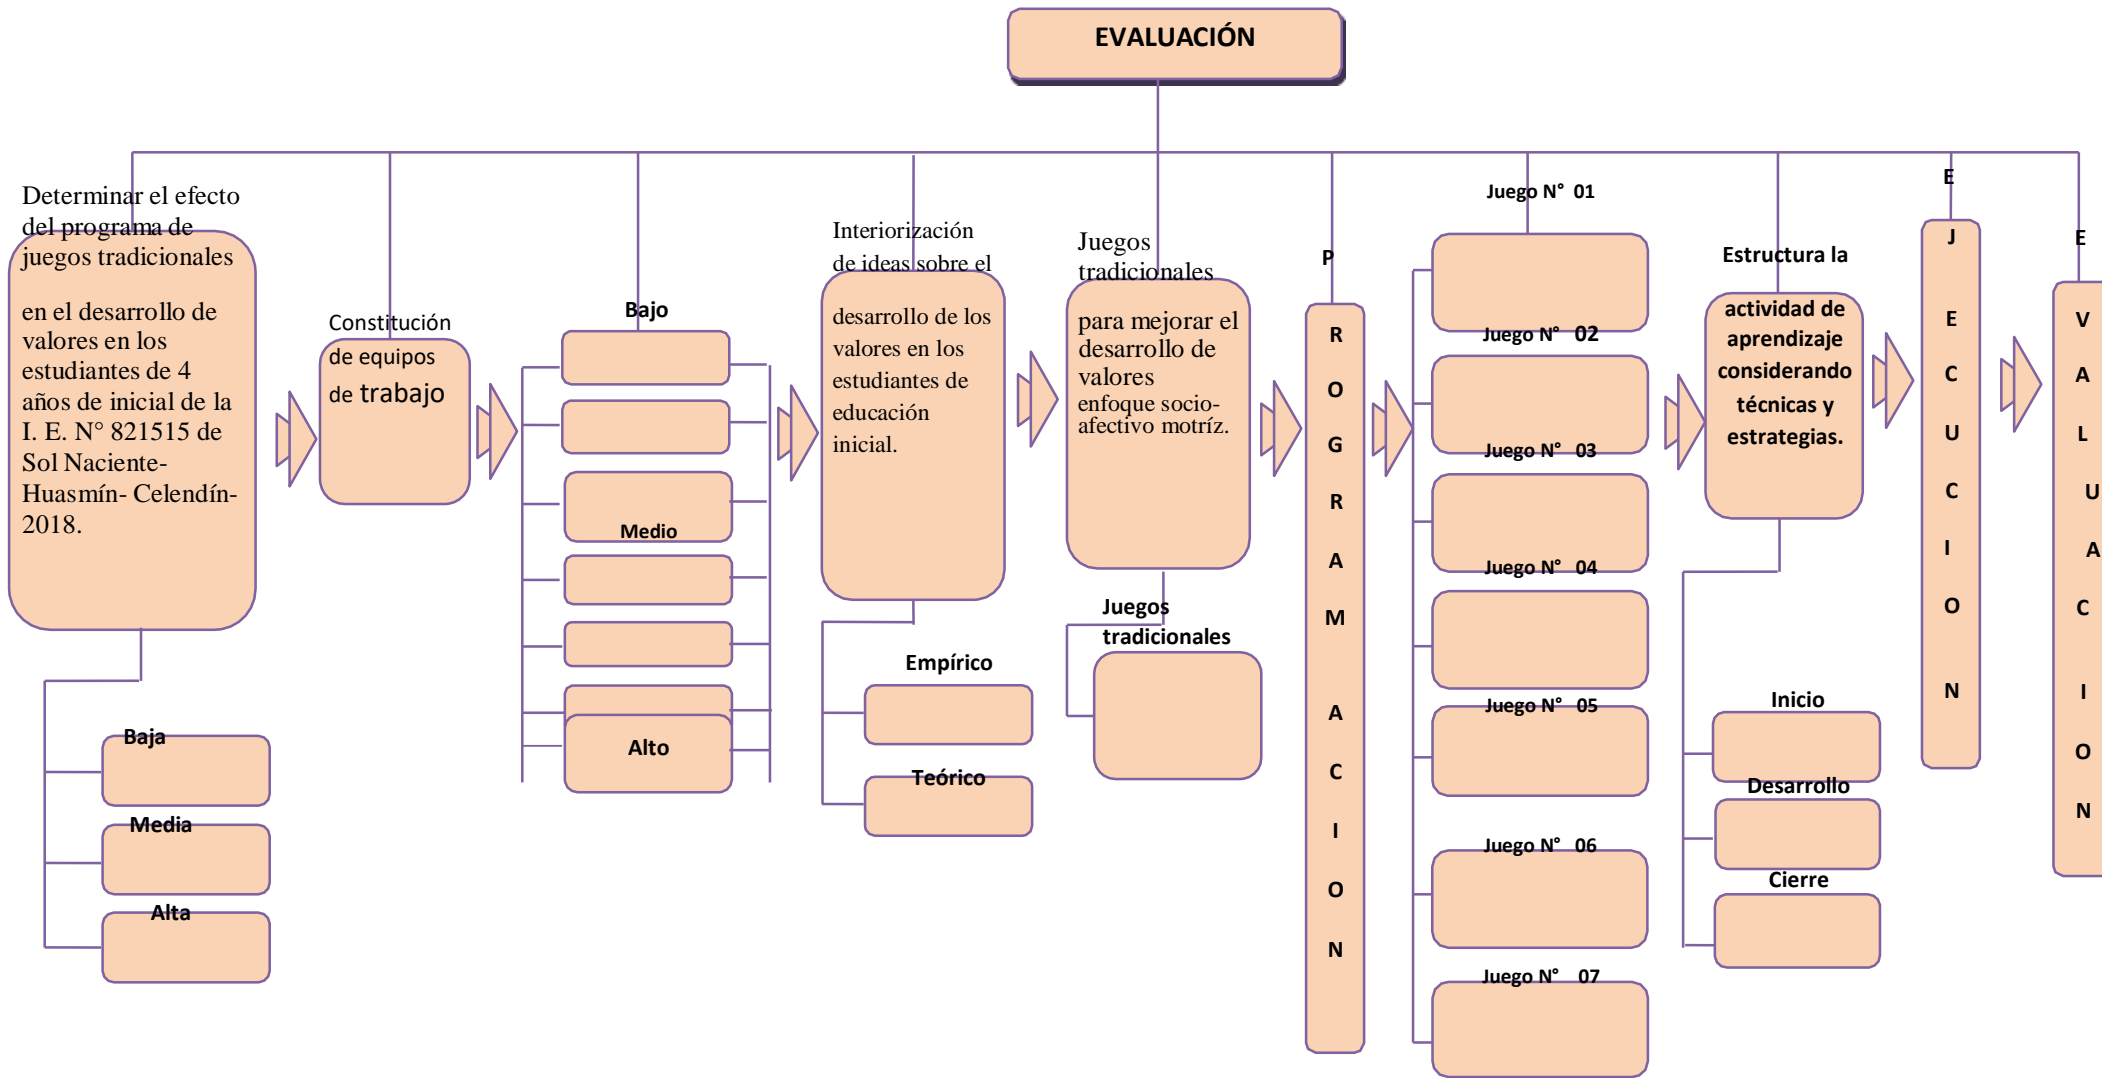 EVALUACIÓN
Determinar el efecto
del programa de
juegos tradicionales
en el desarrollo de
valores en los
estudiantes de 4
años de inicial de la
I. E. N° 821515 de
Sol Naciente-
Huasmín- Celendín-
2018.
Baja
Media
Alta
Constitución
de equipos
de trabajo
Bajo
Medio
Alto
Interiorización
de ideas sobre el
desarrollo de los
valores en los
estudiantes de
educación
inicial.
Empírico
Teórico
Juegos
tradicionales
para mejorar el
desarrollo de
valores
enfoque socio-
afectivo motríz.
Juegos
tradicionales
P
R
O
G
R
A
M
A
C
I
O
N
Juego N° 01
Juego N° 02
Juego N° 03
Juego N° 04
Juego N° 05
Juego N° 06
Juego N° 07
Estructura la
actividad de
aprendizaje
considerando
técnicas y
estrategias.
Inicio
Desarrollo
Cierre
E
J
E
C
U
C
I
O
N
E
V
A
L
U
A
C
I
O
N